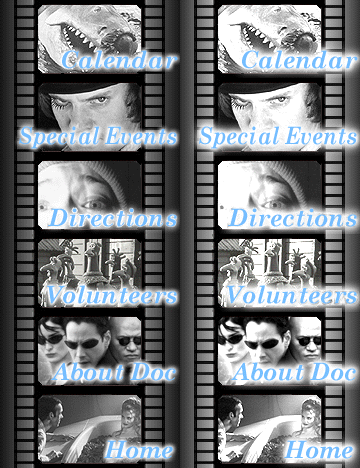 Calendar Calendar
Special Events Special Events
Directions Directions
Volunteers Volunteers
About Doc About Doc
Home Home